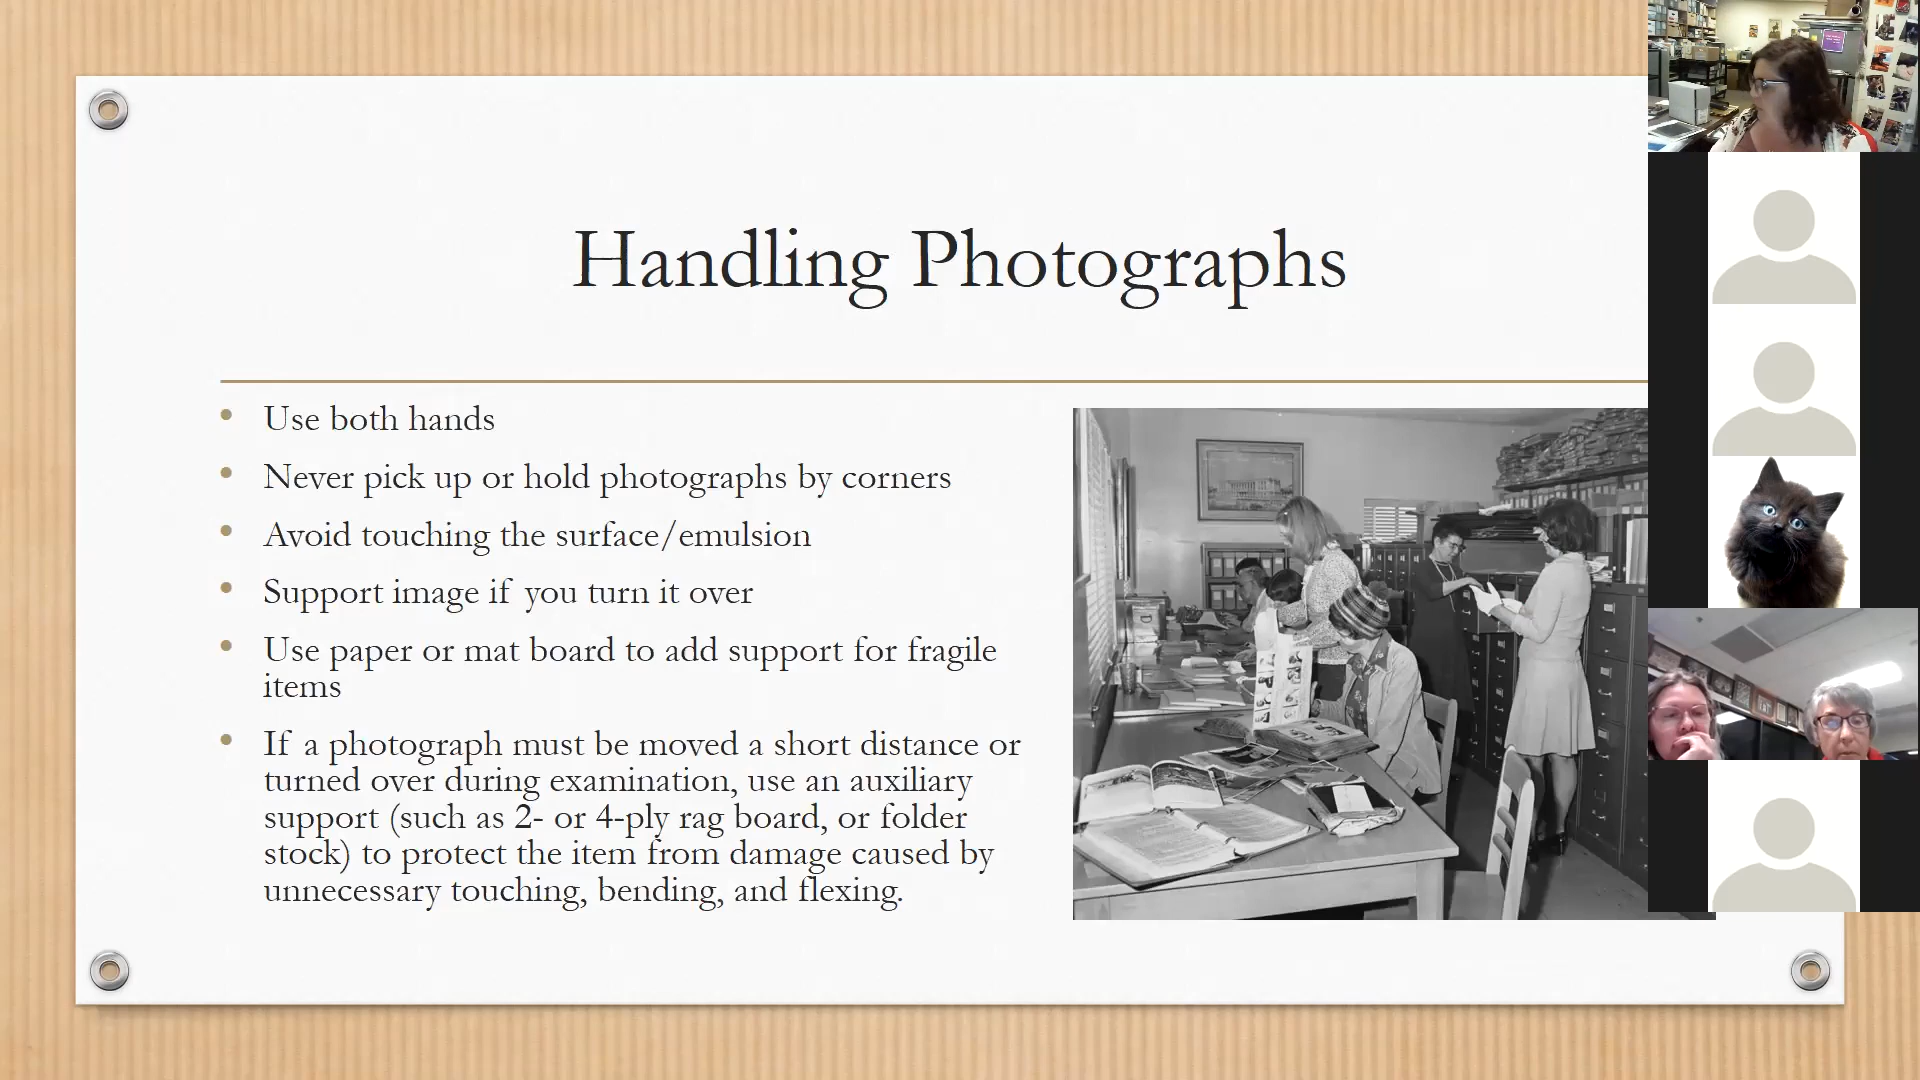 Handling Photographs
Use both hands
Never pick up or hold photographs by corners
Avoid touching the surface/emulsion
Support image if you turn it over
Use paper or mat board to add support for fragile
items
If a photograph must be moved a short distance or
turned over during examination, use an auxiliary
support (such as 2- or 4-ply rag board, or folder
stock) to protect the item from damage caused by
unnecessary touching, bending, and flexing.